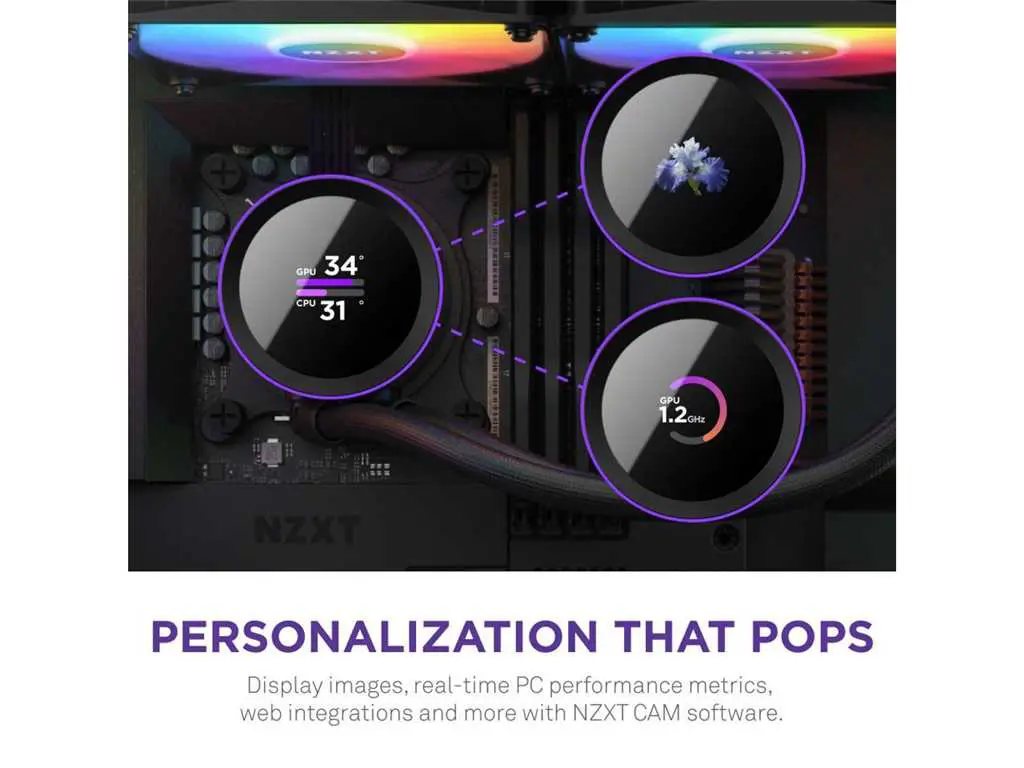 NZXT
NZXT
GPU 34°
CPU 31°
GPU
1.2GHz
NZXT
PERSONALIZATION THAT POPS
Display images, real-time PC performance metrics,
web integrations and more with NZXT CAM software.